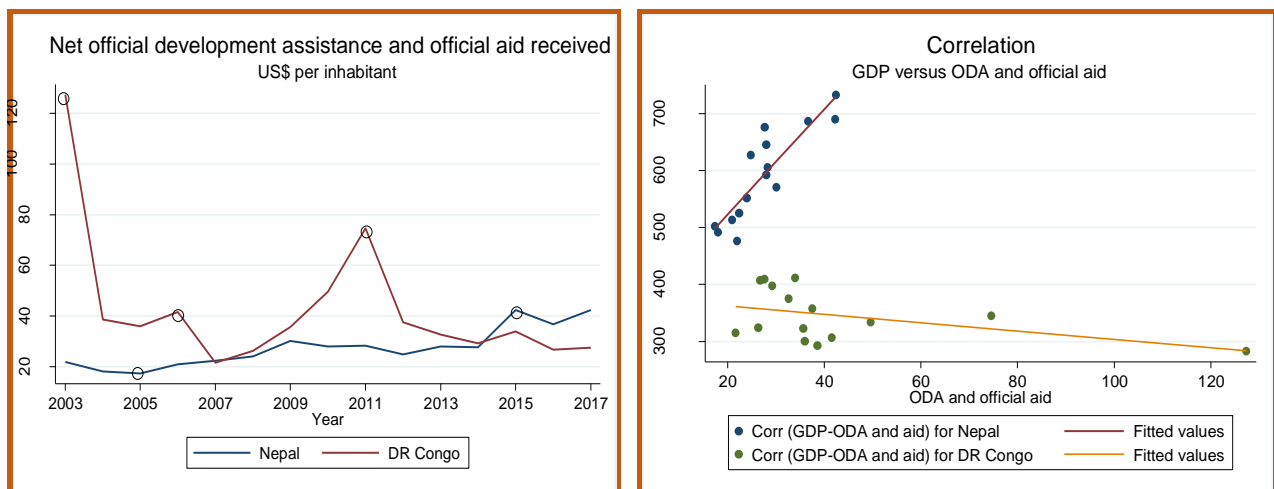 Net official development assistance and official aid received
US$ per inhabitant
120
100
80
60
40
20
2003 2005 2007 2009 2011 2013 2015 2017
Year
Nepal DR Congo
Correlation
GDP versus ODA and official aid
700
600
500
400
300
20 40 60 80 100 120
ODA and official aid
Corr (GDP-ODA and aid) for Nepal Fitted values
Corr (GDP-ODA and aid) for DR Congo Fitted values